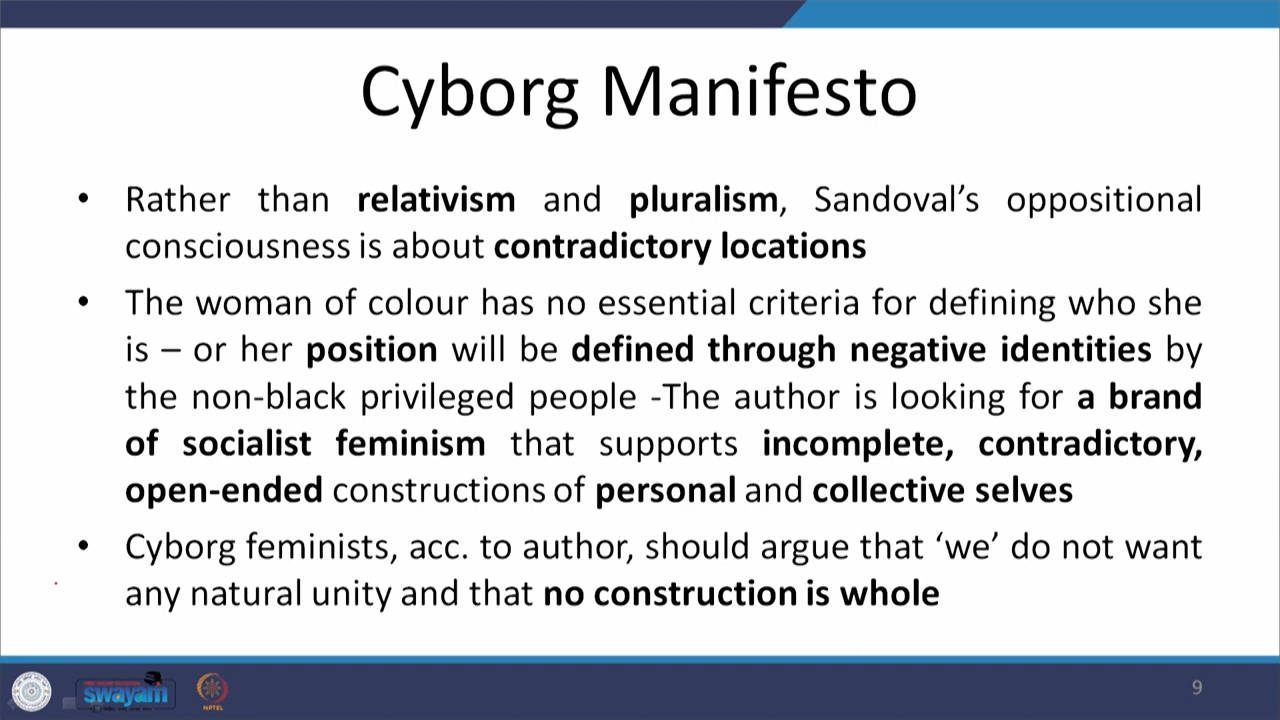 Cyborg Manifesto
• Rather than relativism and pluralism, Sandoval’s oppositional
consciousness is about contradictory locations
• The woman of colour has no essential criteria for defining who she
is – or her position will be defined through negative identities by
the non-black privileged people -The author is looking for a brand
of socialist feminism that supports incomplete, contradictory,
open-ended constructions of personal and collective selves
• Cyborg feminists, acc. to author, should argue that ‘we’ do not want
any natural unity and that no construction is whole
swayam
NPTEL
9